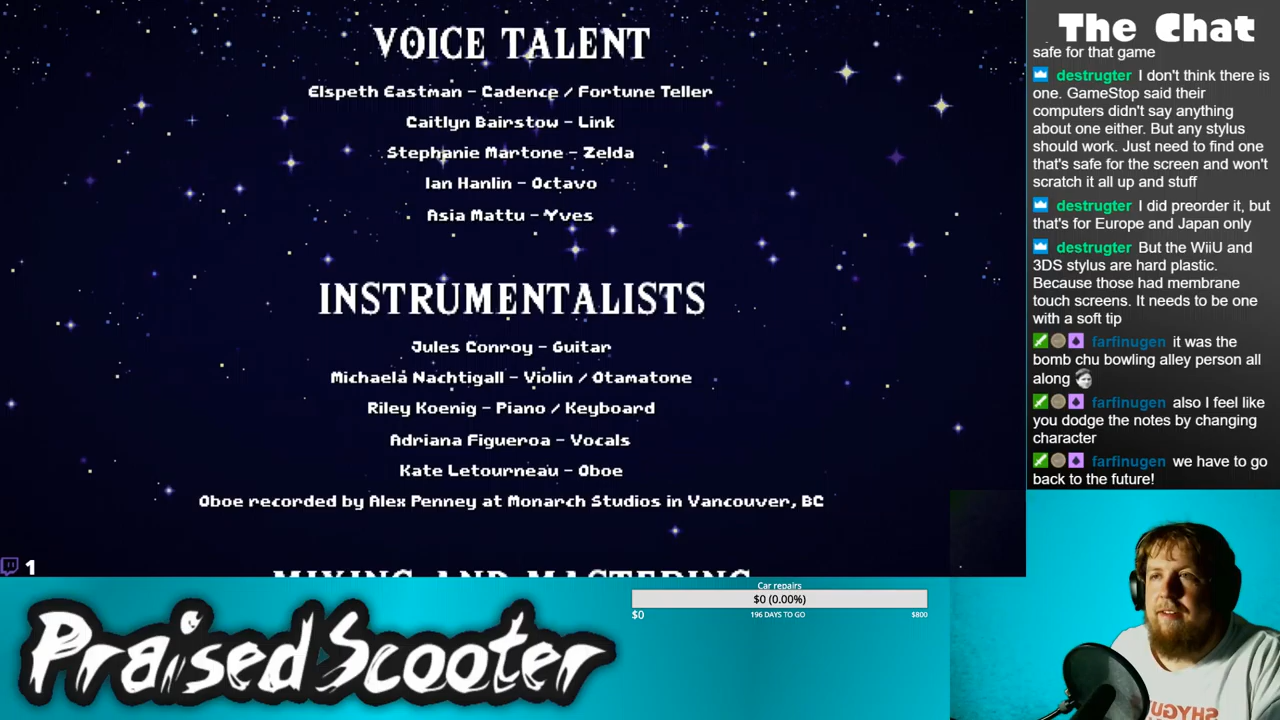 VOICE TALENT
Elspeth Eastman - Cadence / Fortune Teller
Caitlyn Bairstow - Link
Stephanie Martone - Zelda
Ian Hanlin - Octavo
Asia Mattu - Yves
INSTRUMENTALISTS
Jules Conroy - Guitar
Michaela Nachtigall - Violin / Otamatone
Riley Koenig - Piano / Keyboard
Adriana Figueroa - Vocals
Kate Letourneau - Oboe
Oboe recorded by Alex Penney at Monarch Studios in Vancouver, BC
MIXING AND MASTERING
1
The Chat
safe for that game
destrugter I don't think there is
one. GameStop said their
computers didn't say anything
about one either. But any stylus
should work. Just need to find one
that's safe for the screen and won't
scratch it all up and stuff
destrugter I did preorder it, but
that's for Europe and Japan only
destrugter But the WiiU and
3DS stylus are hard plastic.
Because those had membrane
touch screens. It needs to be one
with a soft tip
farfinugen it was the
bomb chu bowling alley person all
along
farfinugen also I feel like
you dodge the notes by changing
character
farfinugen we have to go
back to the future!
Car repairs
$0 (0.00%)
$0 196 DAYS TO GO $800
PraisedScooter
SHYGU